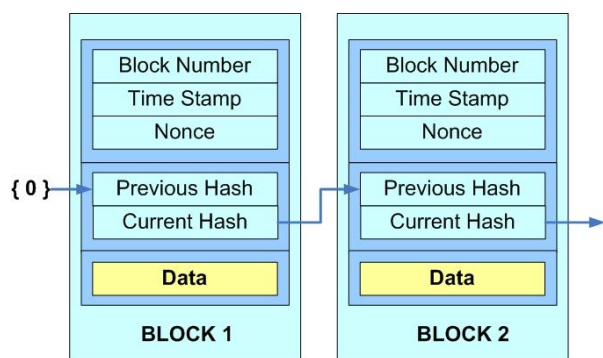 Block Number
Time Stamp
Nonce
{ 0 }
Previous Hash
Current Hash
Data
BLOCK 1
Block Number
Time Stamp
Nonce
Previous Hash
Current Hash
Data
BLOCK 2